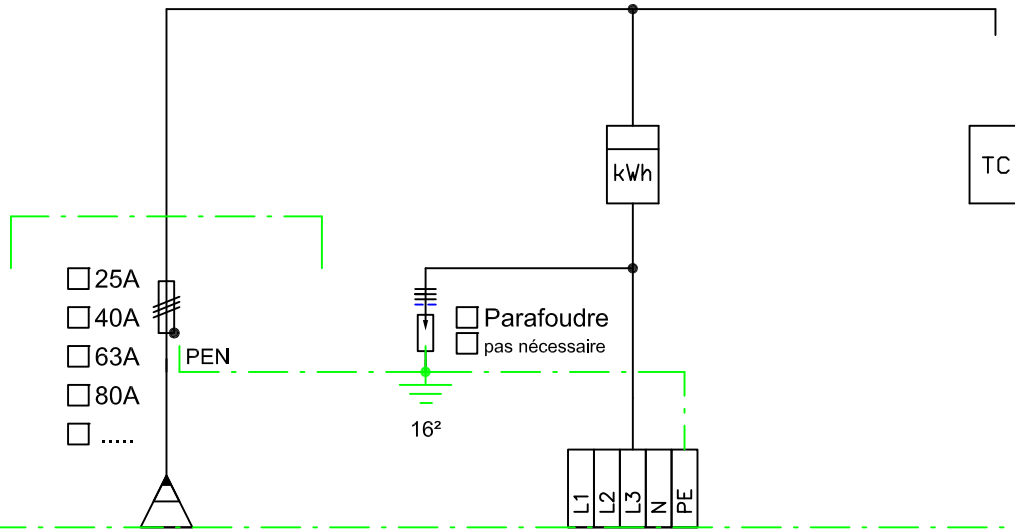 kWh
TC
25A
40A
Parafoudre
pas nécessaire
63A
PEN
80A
.....
16²
L1
L2
L3
N
PE